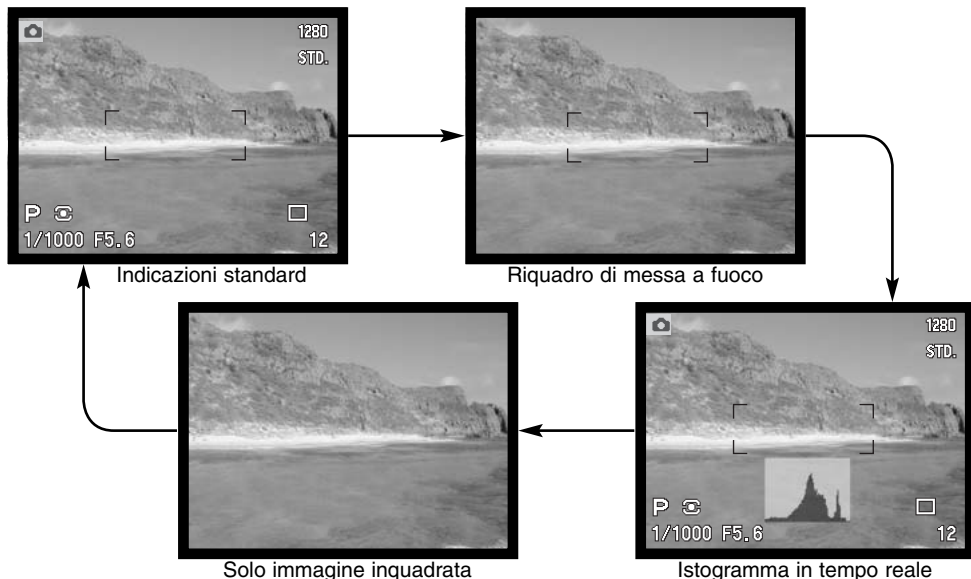 1280
STD.
P
1/1000 F5.6
12
Indicazioni standard
Riquadro di messa a fuoco
1280
STD.
P
1/1000 F5.6
12
Solo immagine inquadrata
Istogramma in tempo reale